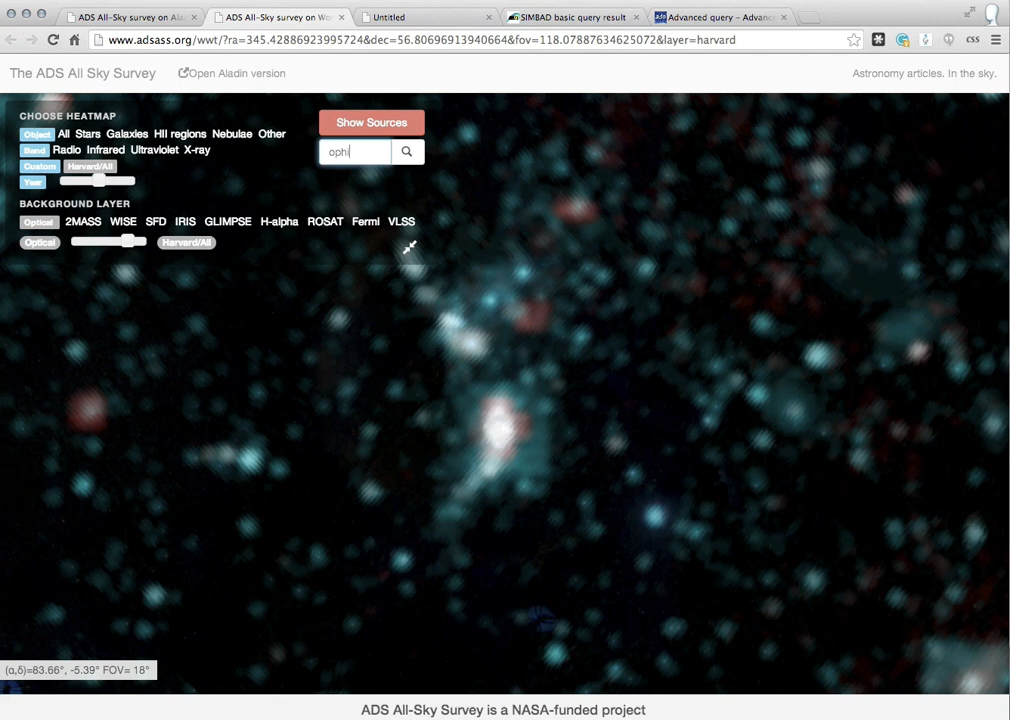 ADS All-Sky survey on Ala
ADS All-Sky survey on Wo
Untitled
SIMBAD basic query result
ads Advanced query - Advanc
www.adsass.org/wwt/?ra=345.42886923995724&dec=56.80696913940664&fov=118.07887634625072&layer=harvard
css
The ADS All Sky Survey
Open Aladin version
Astronomy articles. In the sky.
CHOOSE HEATMAP
Object All Stars Galaxies HII regions Nebulae Other
Band Radio Infrared Ultraviolet X-ray
Custom Harvard/All
Year
Show Sources
ophi
BACKGROUND LAYER
Optical 2MASS WISE SFD IRIS GLIMPSE H-alpha ROSAT Fermi VLSS
Optical Harvard/All
(α,δ)=83.66°, -5.39° FOV= 18°
ADS All-Sky Survey is a NASA-funded project